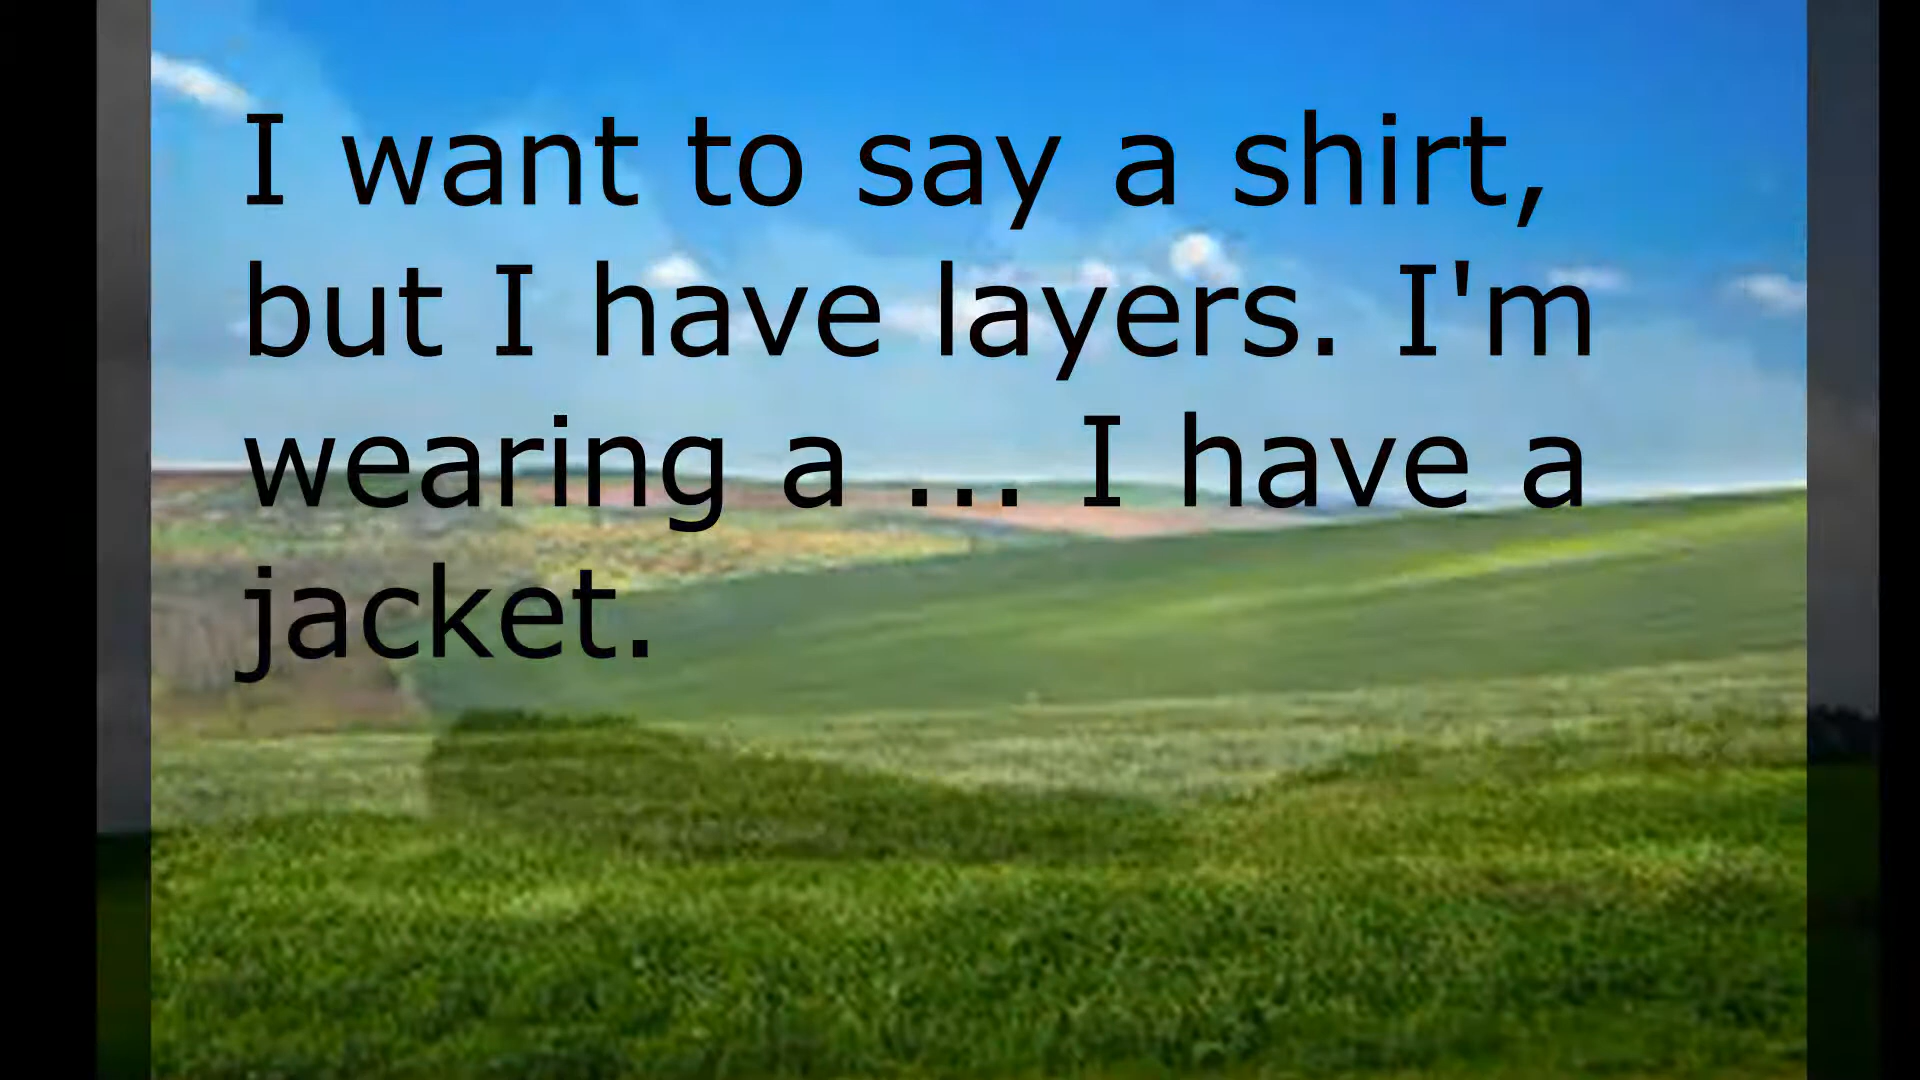 I want to say a shirt,
but I have layers. I'm
wearing a ... I have a
jacket.